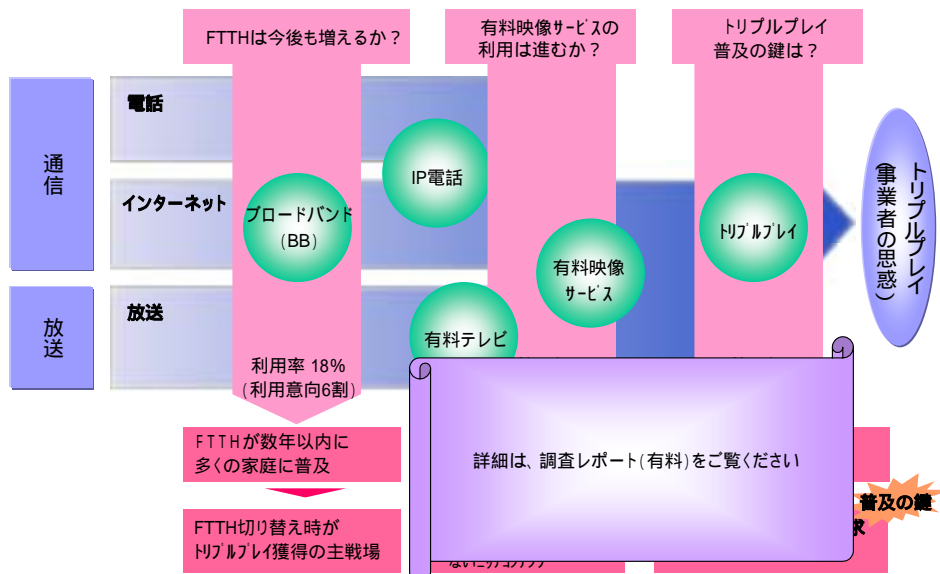 FTTHは今後も増えるか？
有料映像サービスの
利用は進むか？
トリプルプレイ
普及の鍵は？
通信
電話
IP電話
インターネット
ブロードバンド
(BB)
有料映像
サービス
トリプルプレイ
トリプルプレイ
(事業者の思惑)
放送
放送
有料テレビ
利用率 18%
(利用意向6割)
FTTHが数年以内に
多くの家庭に普及
FTTH切り替え時が
トリプルプレイ獲得の主戦場
詳細は、調査レポート(有料)をご覧ください
普及の鍵
求